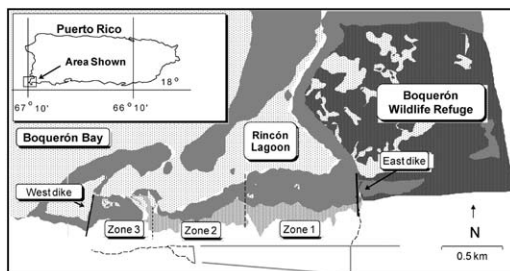 Puerto Rico
Area Shown
18°
67° 10'
66° 10'
Boquerón
Wildlife Refuge
Boquerón Bay
Rincón
Lagoon
East dike
West dike
Zone 3
Zone 2
Zone 1
N
0.5 km